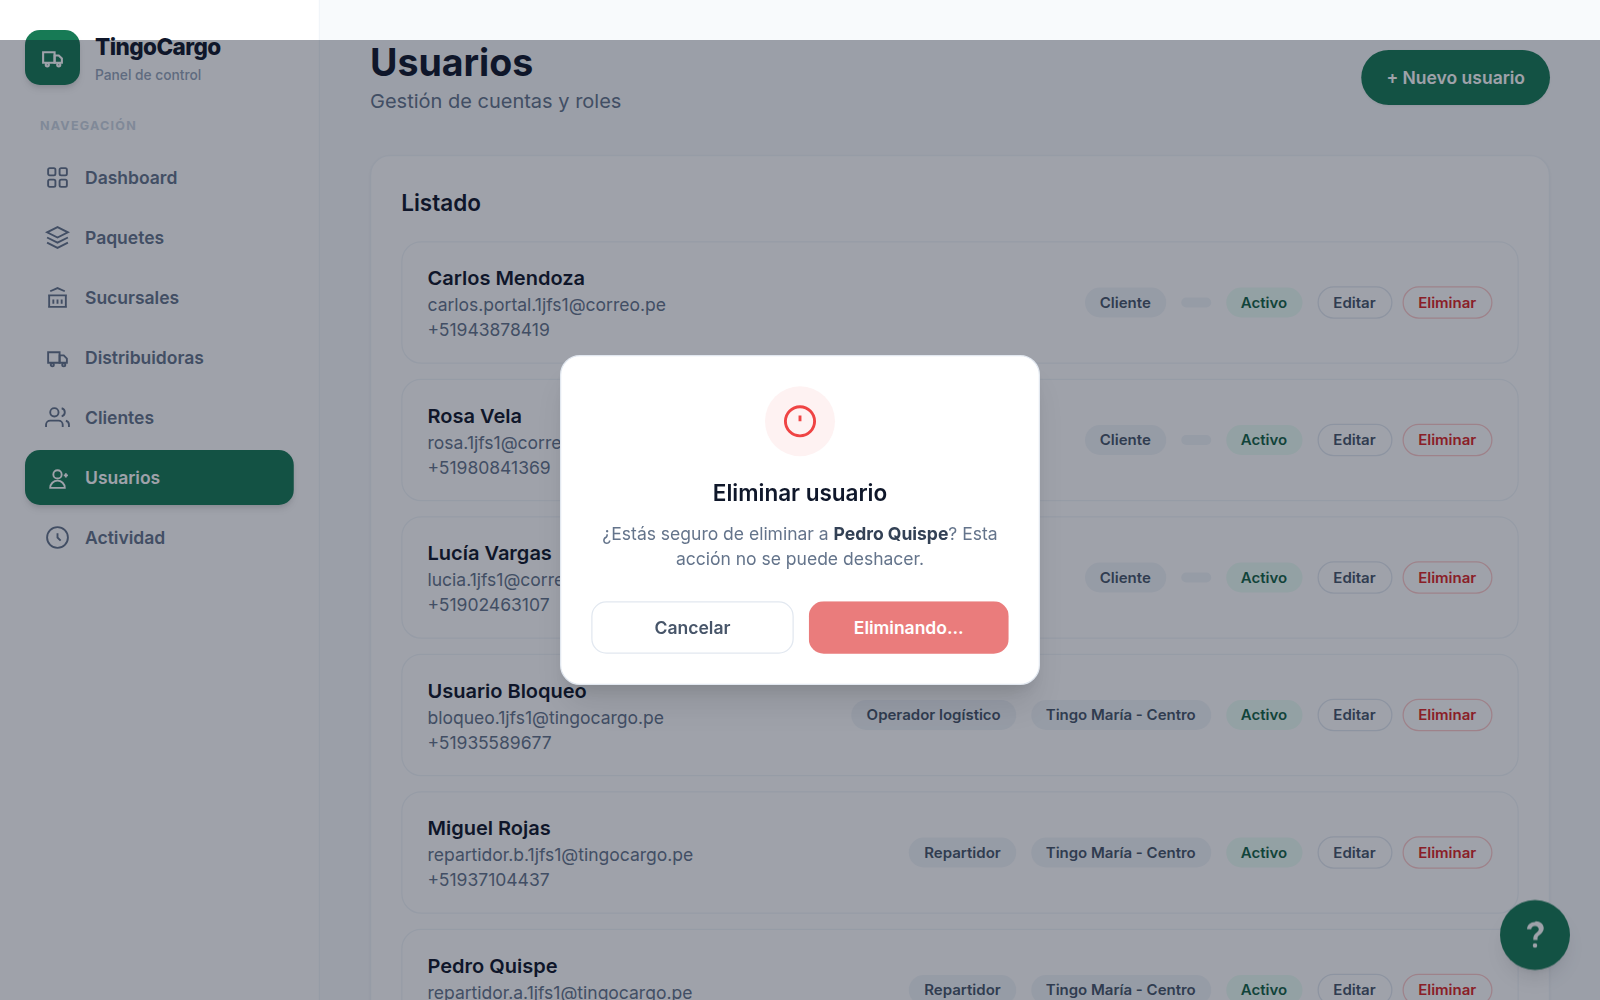 TingoCargo
Panel de control
NAVEGACIÓN
Dashboard
Paquetes
Sucursales
Distribuidoras
Clientes
Usuarios
Actividad
Usuarios
Gestión de cuentas y roles
+ Nuevo usuario
Listado
Carlos Mendoza
carlos.portal.1jfs1@correo.pe
+51943878419
Cliente
Activo
Editar
Eliminar
Rosa Vela
rosa.1jfs1@corre
+51980841369
Cliente
Activo
Editar
Eliminar
Lucía Vargas
lucia.1jfs1@corre
+51902463107
Cliente
Activo
Editar
Eliminar
Eliminar usuario
¿Estás seguro de eliminar a Pedro Quispe? Esta
acción no se puede deshacer.
Cancelar
Eliminando...
Usuario Bloqueo
bloqueo.1jfs1@tingocargo.pe
+51935589677
Operador logístico
Tingo María - Centro
Activo
Editar
Eliminar
Miguel Rojas
repartidor.b.1jfs1@tingocargo.pe
+51937104437
Repartidor
Tingo María - Centro
Activo
Editar
Eliminar
Pedro Quispe
repartidor.a.1jfs1@tingocargo.pe
Repartidor
Tingo María - Centro
Activo
Editar
Eliminar
?